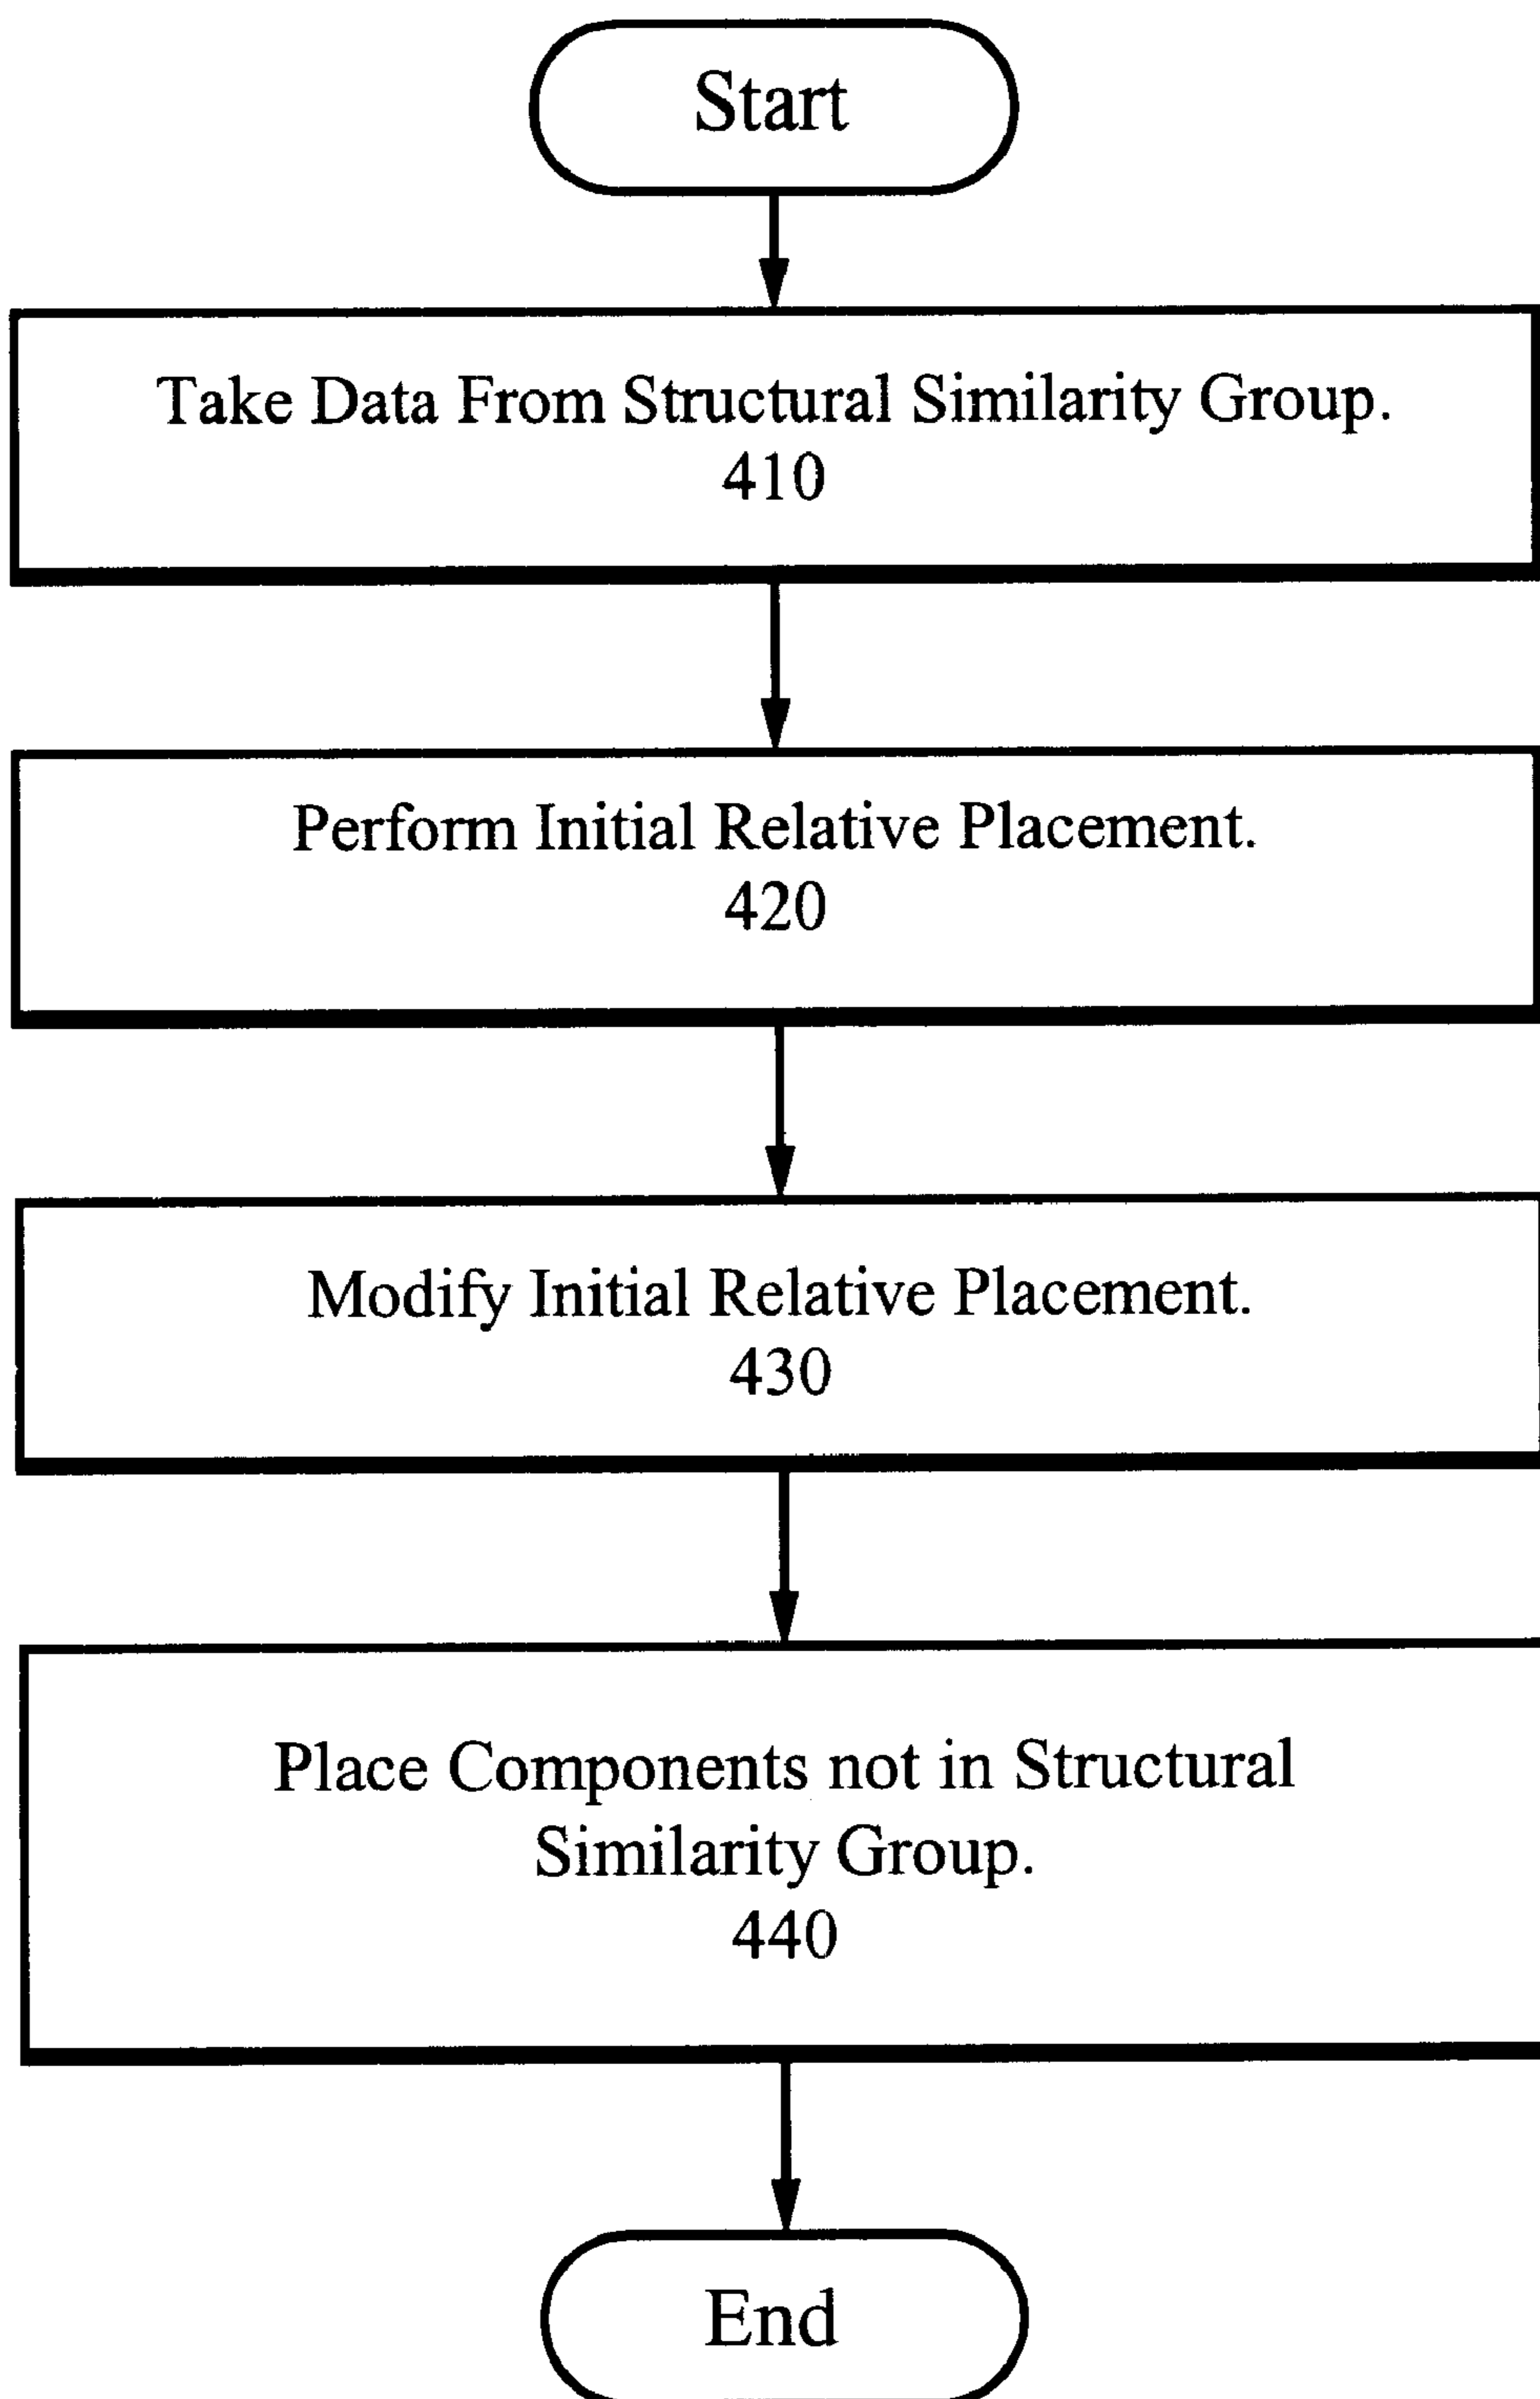 Start
Take Data From Structural Similarity Group.
410
Perform Initial Relative Placement.
420
Modify Initial Relative Placement.
430
Place Components not in Structural
Similarity Group.
440
End